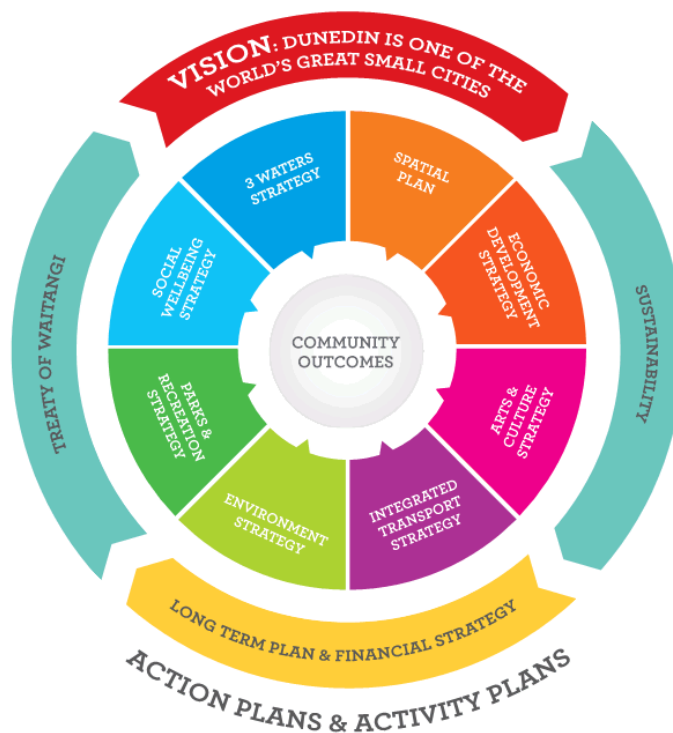 VISION: DUNEDIN IS ONE OF THE
WORLD'S GREAT SMALL CITIES
3 WATERS
STRATEGY
SPATIAL
PLAN
ECONOMIC
DEVELOPMENT
STRATEGY
ARTS &
CULTURE
STRATEGY
INTEGRATED
TRANSPORT
STRATEGY
ENVIRONMENT
STRATEGY
PARKS &
RECREATION
STRATEGY
SOCIAL
WELLBEING
STRATEGY
COMMUNITY
OUTCOMES
TREATY OF WAITANGI
SUSTAINABILITY
LONG TERM PLAN & FINANCIAL STRATEGY
ACTION PLANS & ACTIVITY PLANS